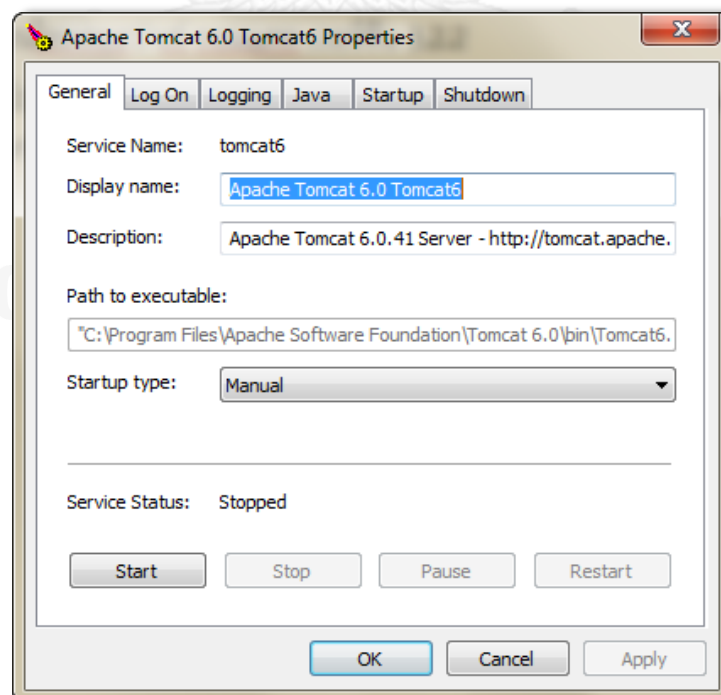 Apache Tomcat 6.0 Tomcat6 Properties
General Log On Logging Java Startup Shutdown
Service Name: tomcat6
Display name: Apache Tomcat 6.0 Tomcat6
Description: Apache Tomcat 6.0.41 Server - http://tomcat.apache.
Path to executable:
"C:\Program Files\Apache Software Foundation\Tomcat 6.0\bin\Tomcat6.
Startup type: Manual
Service Status: Stopped
Start Stop Pause Restart
OK Cancel Apply